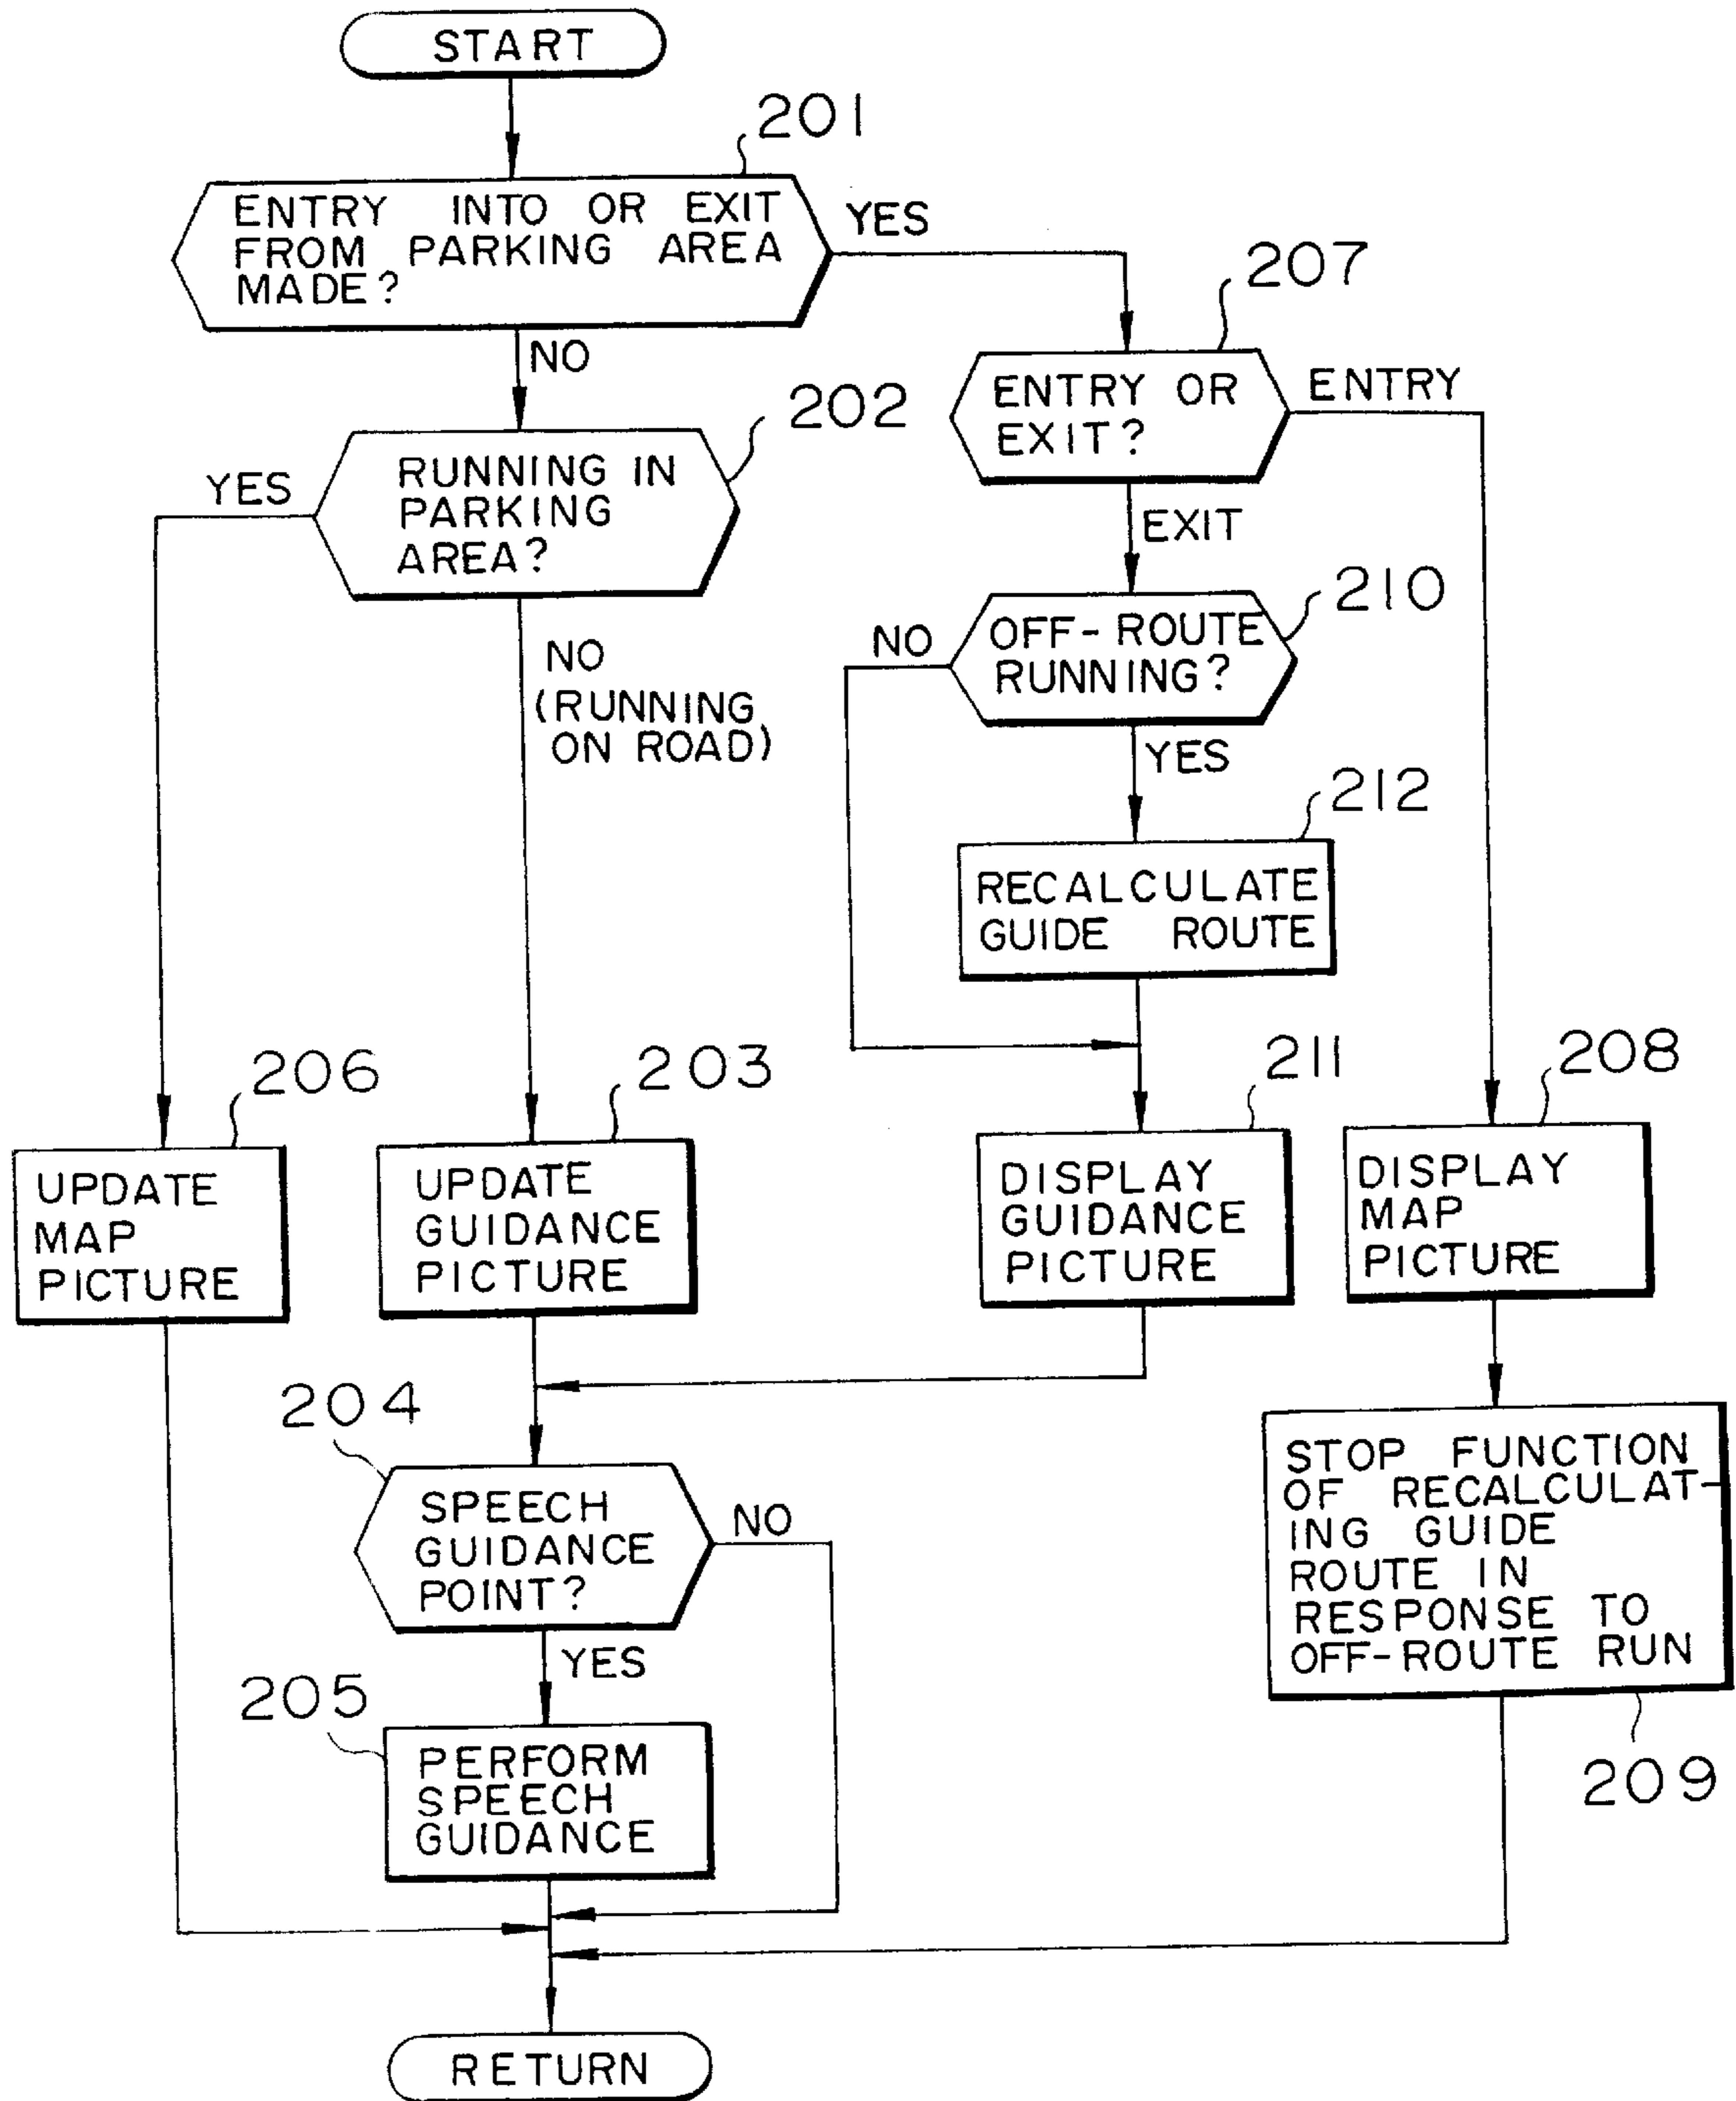 START
201
ENTRY INTO OR EXIT
FROM PARKING AREA
MADE?
YES
NO
207
ENTRY OR
EXIT?
ENTRY
EXIT
202
RUNNING IN
PARKING
AREA?
YES
NO
(RUNNING
ON ROAD)
210
OFF-ROUTE
RUNNING?
NO
YES
212
RECALCULATE
GUIDE ROUTE
206
UPDATE
MAP
PICTURE
203
UPDATE
GUIDANCE
PICTURE
211
DISPLAY
GUIDANCE
PICTURE
208
DISPLAY
MAP
PICTURE
204
SPEECH
GUIDANCE
POINT?
NO
YES
STOP FUNCTION
OF RECALCULAT-
ING GUIDE
ROUTE IN
RESPONSE TO
OFF-ROUTE RUN
209
205
PERFORM
SPEECH
GUIDANCE
RETURN